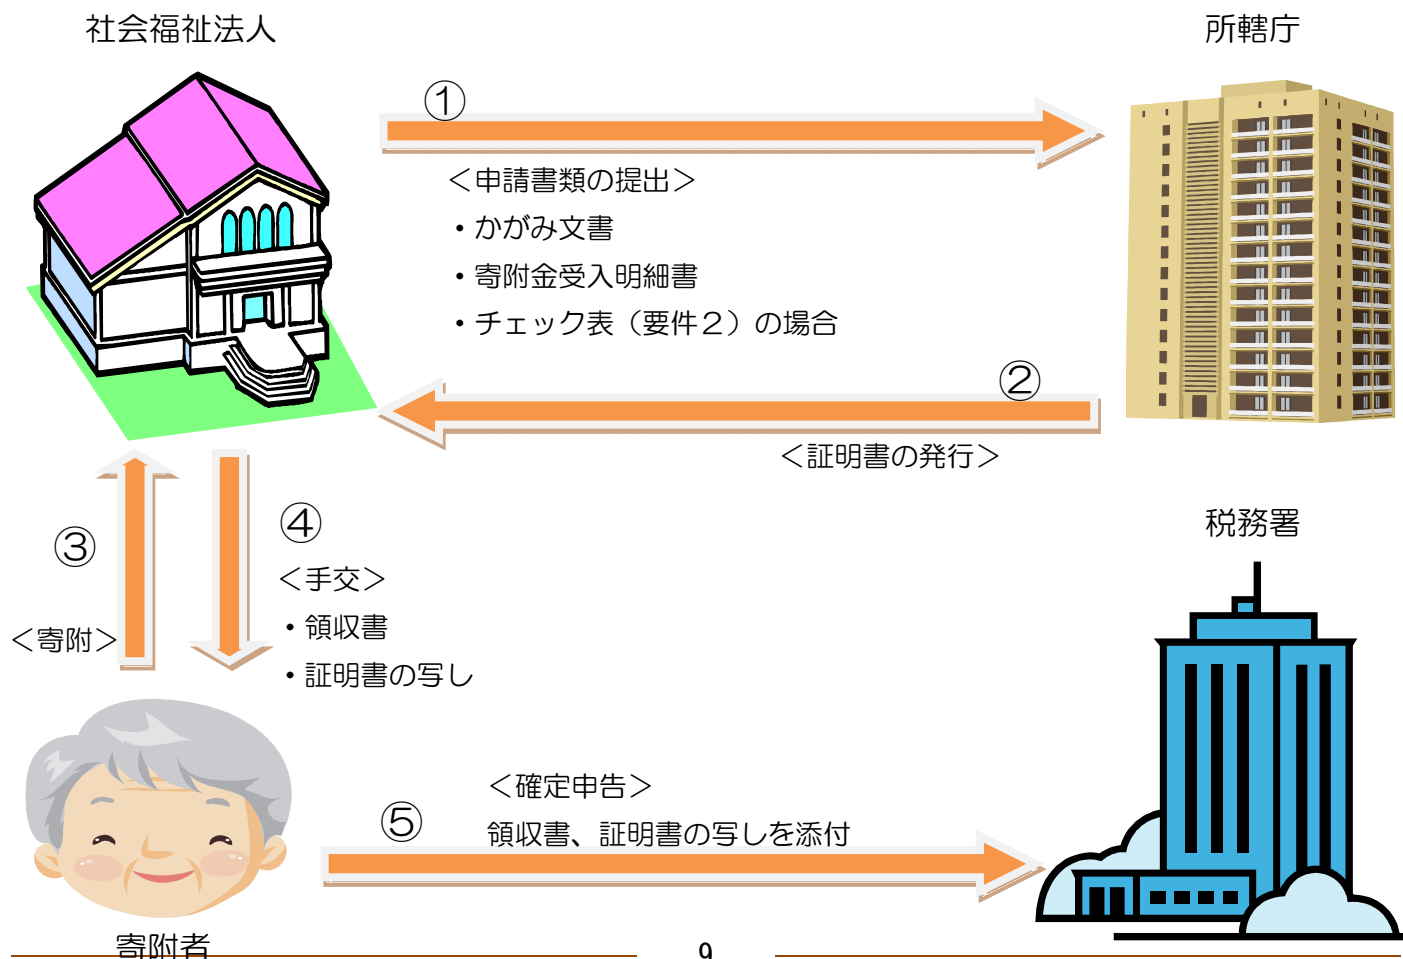 社会福祉法人
所轄庁
①
＜申請書類の提出＞
・かがみ文書
・寄附金受入明細書
・チェック表（要件２）の場合
②
＜証明書の発行＞
③
＜寄附＞
④
＜手交＞
・領収書
・証明書の写し
税務署
⑤
＜確定申告＞
領収書、証明書の写しを添付
寄附者
9